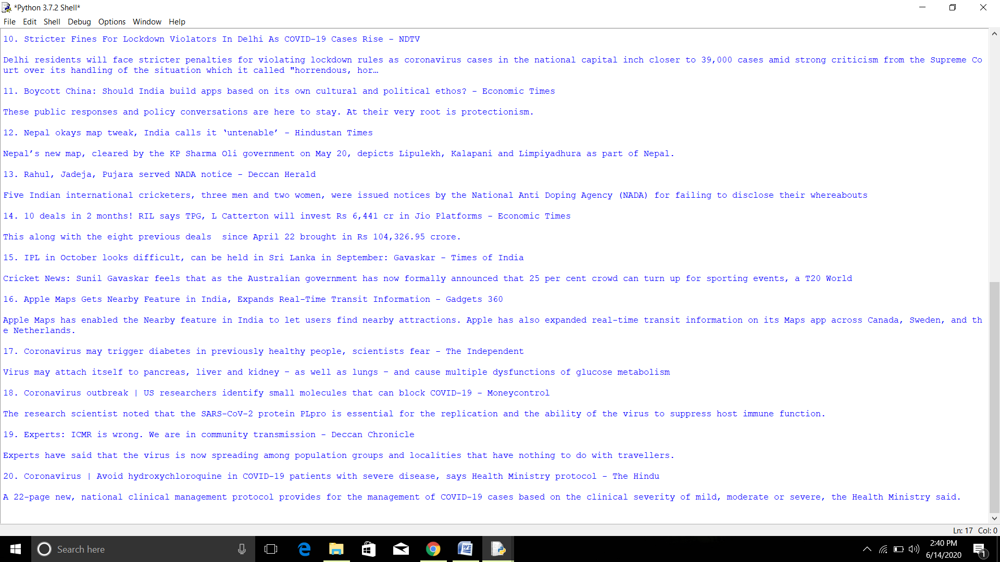 *Python 3.7.2 Shell*
File Edit Shell Debug Options Window Help
10. Stricter Fines For Lockdown Violators In Delhi As COVID-19 Cases Rise - NDTV
Delhi residents will face stricter penalties for violating lockdown rules as coronavirus cases in the national capital inch closer to 39,000 cases amid strong criticism from the Supreme Co
urt over its handling of the situation which it called "horrendous, hor…
11. Boycott China: Should India build apps based on its own cultural and political ethos? - Economic Times
These public responses and policy conversations are here to stay. At their very root is protectionism.
12. Nepal okays map tweak, India calls it ‘untenable’ - Hindustan Times
Nepal’s new map, cleared by the KP Sharma Oli government on May 20, depicts Lipulekh, Kalapani and Limpiyadhura as part of Nepal.
13. Rahul, Jadeja, Pujara served NADA notice - Deccan Herald
Five Indian international cricketers, three men and two women, were issued notices by the National Anti Doping Agency (NADA) for failing to disclose their whereabouts
14. 10 deals in 2 months! RIL says TPG, L Catterton will invest Rs 6,441 cr in Jio Platforms - Economic Times
This along with the eight previous deals  since April 22 brought in Rs 104,326.95 crore.
15. IPL in October looks difficult, can be held in Sri Lanka in September: Gavaskar - Times of India
Cricket News: Sunil Gavaskar feels that as the Australian government has now formally announced that 25 per cent crowd can turn up for sporting events, a T20 World
16. Apple Maps Gets Nearby Feature in India, Expands Real-Time Transit Information - Gadgets 360
Apple Maps has enabled the Nearby feature in India to let users find nearby attractions. Apple has also expanded real-time transit information on its Maps app across Canada, Sweden, and th
e Netherlands.
17. Coronavirus may trigger diabetes in previously healthy people, scientists fear - The Independent
Virus may attach itself to pancreas, liver and kidney – as well as lungs – and cause multiple dysfunctions of glucose metabolism
18. Coronavirus outbreak | US researchers identify small molecules that can block COVID-19 - Moneycontrol
The research scientist noted that the SARS-CoV-2 protein PLpro is essential for the replication and the ability of the virus to suppress host immune function.
19. Experts: ICMR is wrong. We are in community transmission - Deccan Chronicle
Experts have said that the virus is now spreading among population groups and localities that have nothing to do with travellers.
20. Coronavirus | Avoid hydroxychloroquine in COVID-19 patients with severe disease, says Health Ministry protocol - The Hindu
A 22-page new, national clinical management protocol provides for the management of COVID-19 cases based on the clinical severity of mild, moderate or severe, the Health Ministry said.
Ln: 17 Col: 0
Search here
2:40 PM
6/14/2020
1